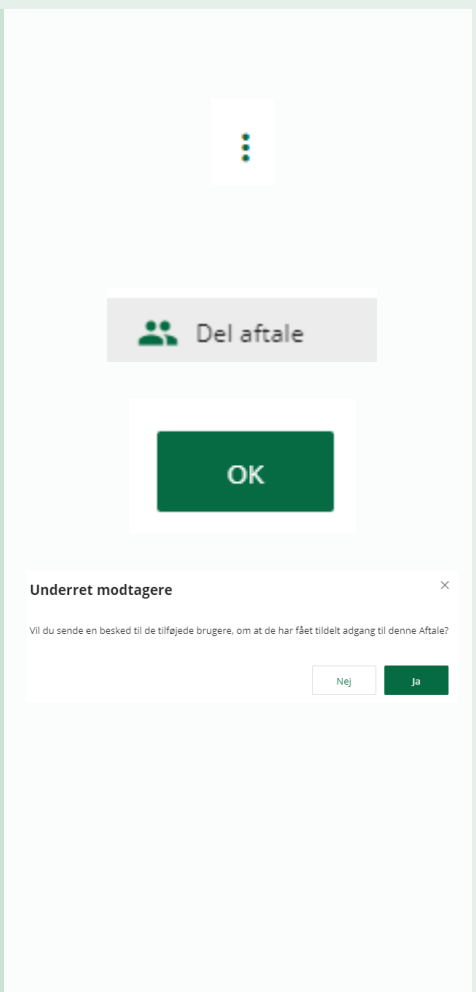 Del aftale
OK
Underret modtagere
Vil du sende en besked til de tilføjede brugere, om at de har fået tildelt adgang til denne Aftale?
Nej
Ja